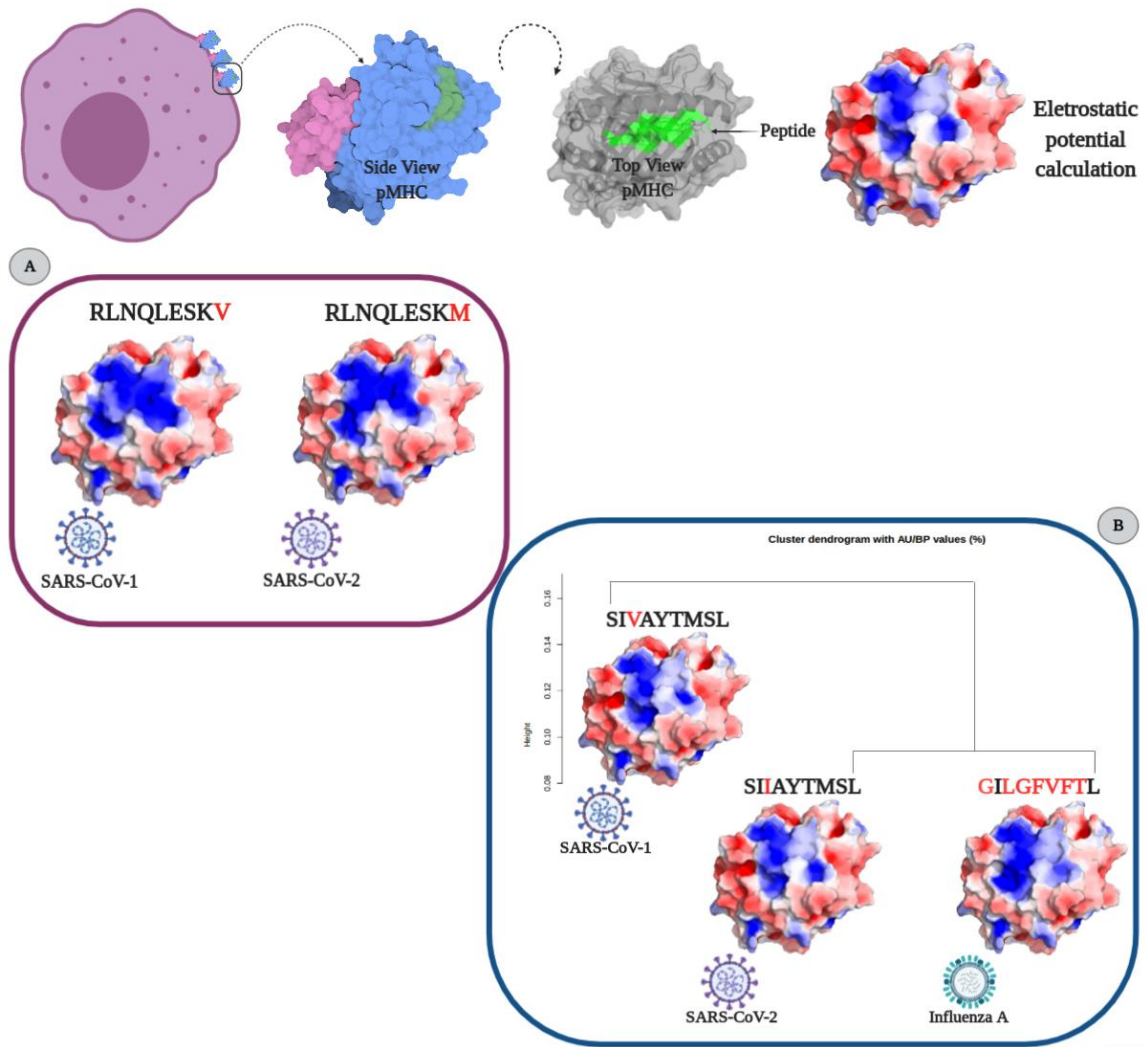 Side View
pMHC
Top View
pMHC
Peptide
Eletrostatic
potential
calculation
A
RLNQLESKV
RLNQLESKM
SARS-CoV-1
SARS-CoV-2
B
Cluster dendrogram with AU/BP values (%)
Height
0.16
0.14
0.12
0.10
0.08
SIVAYTMSL
SARS-CoV-1
SIIAYTMSL
GILGFVFTL
SARS-CoV-2
Influenza A